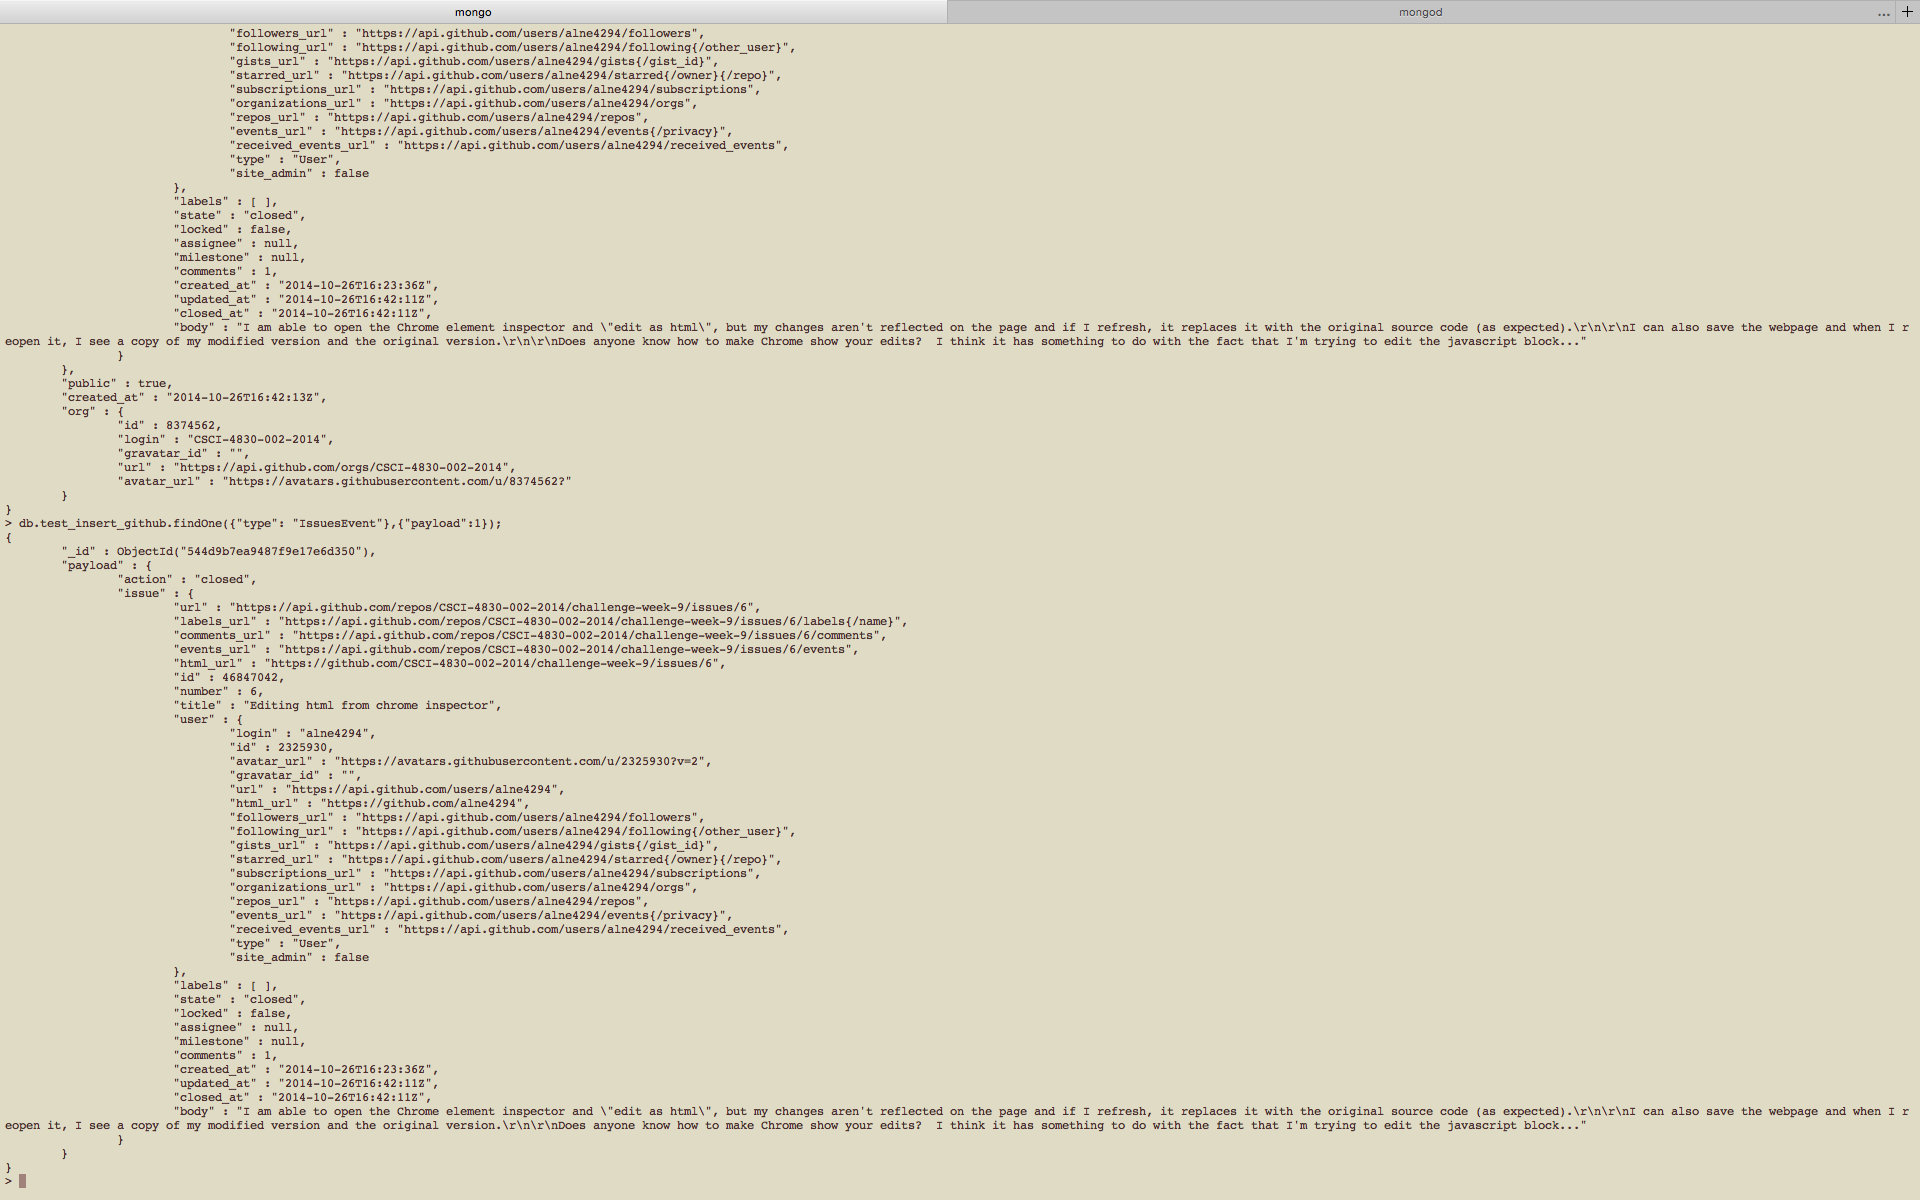 mongo
mongod
... +
"followers_url" : "https://api.github.com/users/alne4294/followers",
"following_url" : "https://api.github.com/users/alne4294/following{/other_user}",
"gists_url" : "https://api.github.com/users/alne4294/gists{/gist_id}",
"starred_url" : "https://api.github.com/users/alne4294/starred{/owner}{/repo}",
"subscriptions_url" : "https://api.github.com/users/alne4294/subscriptions",
"organizations_url" : "https://api.github.com/users/alne4294/orgs",
"repos_url" : "https://api.github.com/users/alne4294/repos",
"events_url" : "https://api.github.com/users/alne4294/events{/privacy}",
"received_events_url" : "https://api.github.com/users/alne4294/received_events",
"type" : "User",
"site_admin" : false
},
"labels" : [ ],
"state" : "closed",
"locked" : false,
"assignee" : null,
"milestone" : null,
"comments" : 1,
"created_at" : "2014-10-26T16:23:36Z",
"updated_at" : "2014-10-26T16:42:11Z",
"closed_at" : "2014-10-26T16:42:11Z",
"body" : "I am able to open the Chrome element inspector and \"edit as html\", but my changes aren't reflected on the page and if I refresh, it replaces it with the original source code (as expected).\r\n\r\nI can also save the webpage and when I r
eopen it, I see a copy of my modified version and the original version.\r\n\r\nDoes anyone know how to make Chrome show your edits?  I think it has something to do with the fact that I'm trying to edit the javascript block..."
}
},
"public" : true,
"created_at" : "2014-10-26T16:42:13Z",
"org" : {
"id" : 8374562,
"login" : "CSCI-4830-002-2014",
"gravatar_id" : "",
"url" : "https://api.github.com/orgs/CSCI-4830-002-2014",
"avatar_url" : "https://avatars.githubusercontent.com/u/8374562?"
}
}
> db.test_insert_github.findOne({"type": "IssuesEvent"},{"payload":1});
{
"_id" : ObjectId("544d9b7ea9487f9e17e6d350"),
"payload" : {
"action" : "closed",
"issue" : {
"url" : "https://api.github.com/repos/CSCI-4830-002-2014/challenge-week-9/issues/6",
"labels_url" : "https://api.github.com/repos/CSCI-4830-002-2014/challenge-week-9/issues/6/labels{/name}",
"comments_url" : "https://api.github.com/repos/CSCI-4830-002-2014/challenge-week-9/issues/6/comments",
"events_url" : "https://api.github.com/repos/CSCI-4830-002-2014/challenge-week-9/issues/6/events",
"html_url" : "https://github.com/CSCI-4830-002-2014/challenge-week-9/issues/6",
"id" : 46847042,
"number" : 6,
"title" : "Editing html from chrome inspector",
"user" : {
"login" : "alne4294",
"id" : 2325930,
"avatar_url" : "https://avatars.githubusercontent.com/u/2325930?v=2",
"gravatar_id" : "",
"url" : "https://api.github.com/users/alne4294",
"html_url" : "https://github.com/alne4294",
"followers_url" : "https://api.github.com/users/alne4294/followers",
"following_url" : "https://api.github.com/users/alne4294/following{/other_user}",
"gists_url" : "https://api.github.com/users/alne4294/gists{/gist_id}",
"starred_url" : "https://api.github.com/users/alne4294/starred{/owner}{/repo}",
"subscriptions_url" : "https://api.github.com/users/alne4294/subscriptions",
"organizations_url" : "https://api.github.com/users/alne4294/orgs",
"repos_url" : "https://api.github.com/users/alne4294/repos",
"events_url" : "https://api.github.com/users/alne4294/events{/privacy}",
"received_events_url" : "https://api.github.com/users/alne4294/received_events",
"type" : "User",
"site_admin" : false
},
"labels" : [ ],
"state" : "closed",
"locked" : false,
"assignee" : null,
"milestone" : null,
"comments" : 1,
"created_at" : "2014-10-26T16:23:36Z",
"updated_at" : "2014-10-26T16:42:11Z",
"closed_at" : "2014-10-26T16:42:11Z",
"body" : "I am able to open the Chrome element inspector and \"edit as html\", but my changes aren't reflected on the page and if I refresh, it replaces it with the original source code (as expected).\r\n\r\nI can also save the webpage and when I r
eopen it, I see a copy of my modified version and the original version.\r\n\r\nDoes anyone know how to make Chrome show your edits?  I think it has something to do with the fact that I'm trying to edit the javascript block..."
}
}
}
>